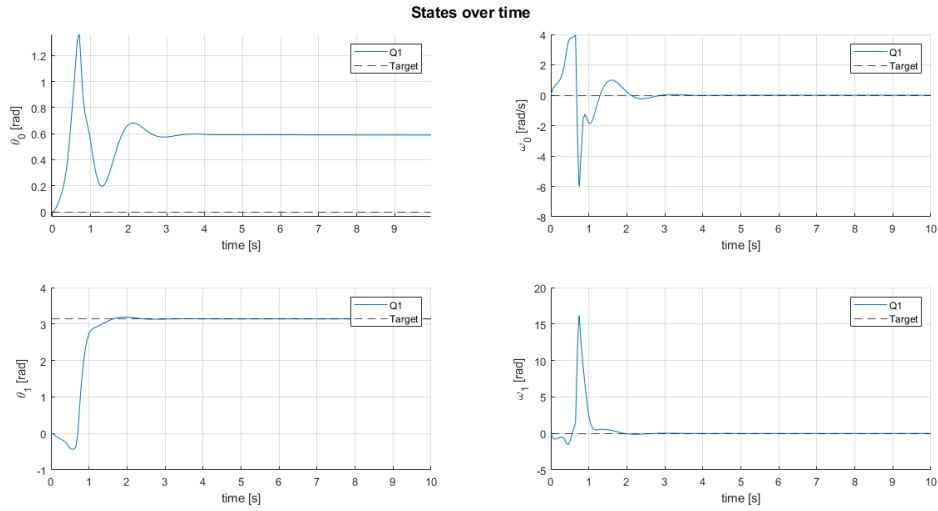 States over time
θ0 [rad]
1.2
1
0.8
0.6
0.4
0.2
0
Q1
Target
0 1 2 3 4 5 6 7 8 9
time [s]
ω0 [rad/s]
4
2
0
-2
-4
-6
-8
Q1
Target
0 1 2 3 4 5 6 7 8 9 10
time [s]
θ1 [rad]
4
3
2
1
0
-1
Q1
Target
0 1 2 3 4 5 6 7 8 9 10
time [s]
ω1 [rad]
20
15
10
5
0
-5
Q1
Target
0 1 2 3 4 5 6 7 8 9 10
time [s]